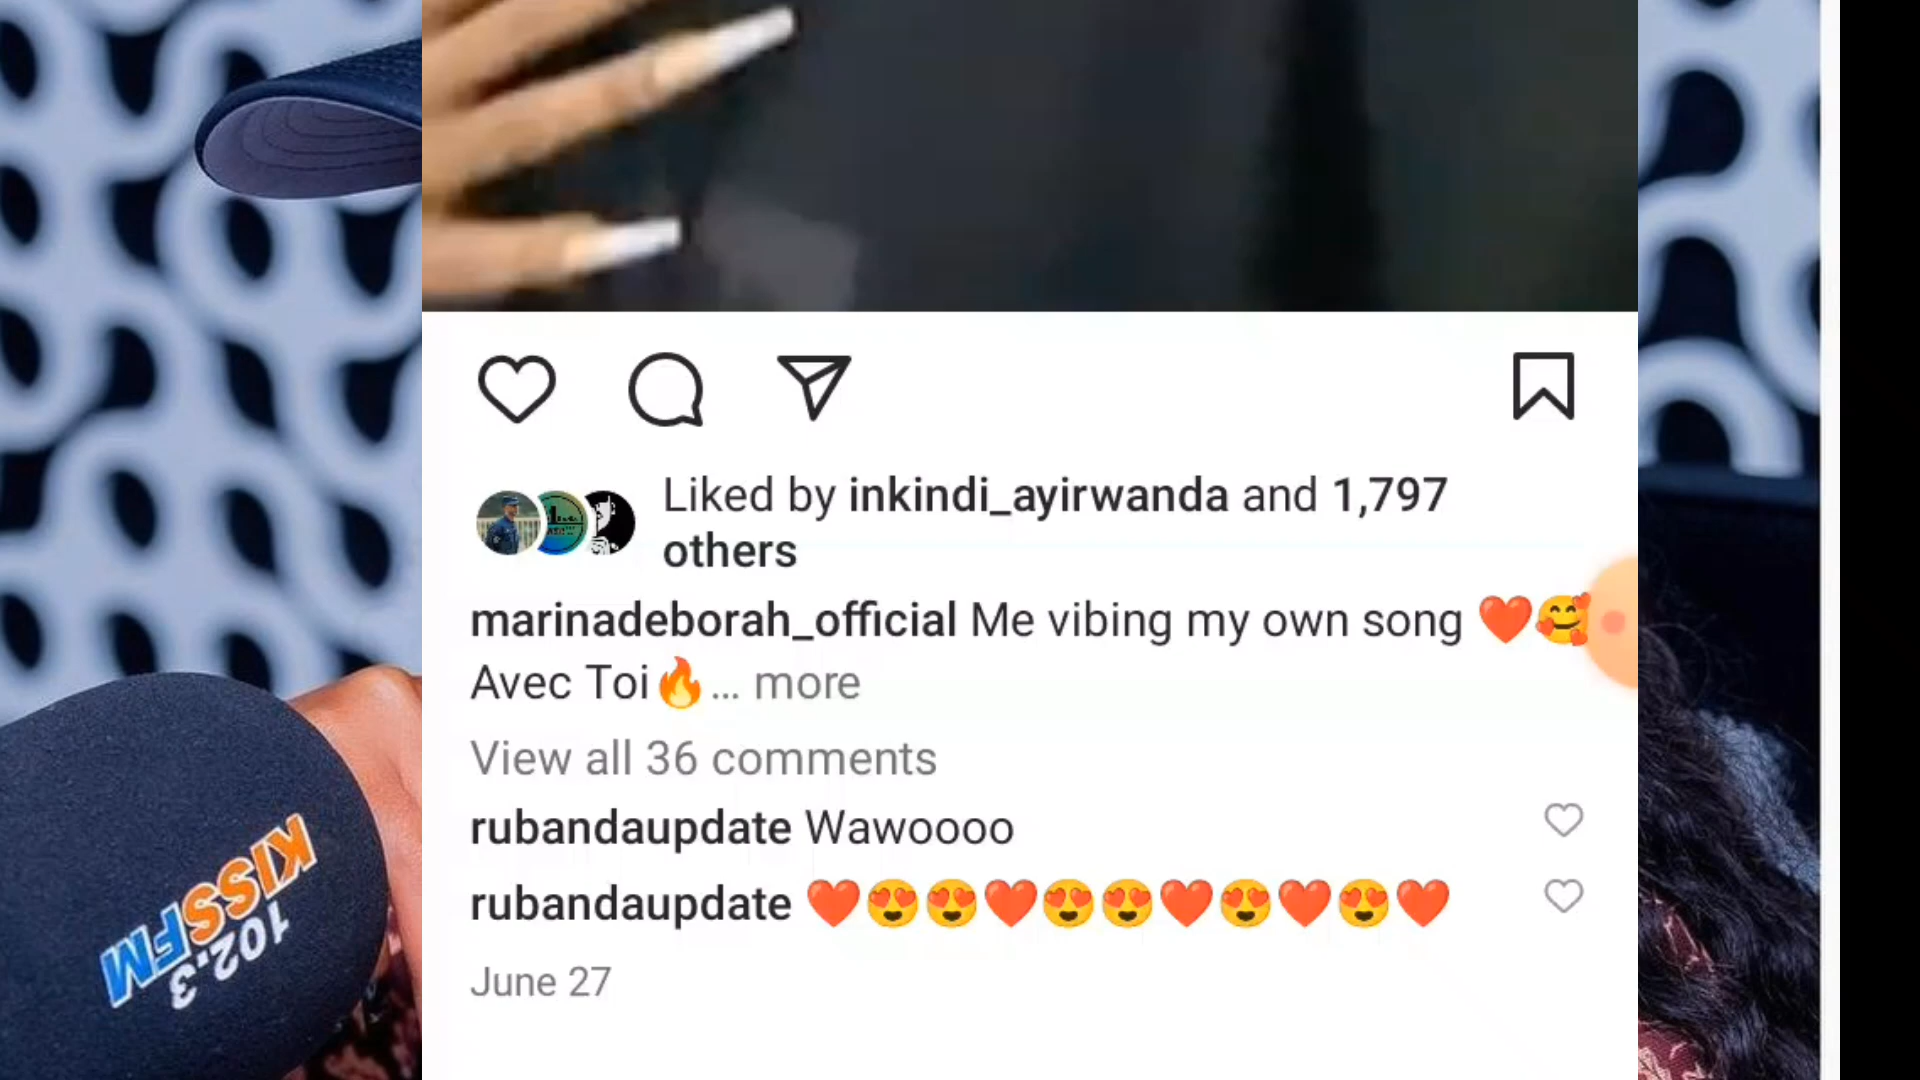 Liked by inkindi_ayirwanda and 1,797
others
marinadeborah_official Me vibing my own song ❤️🥰
Avec Toi🔥... more
View all 36 comments
rubandaupdate Wawoooo
rubandaupdate ❤️😍😍❤️😍😍❤️😍❤️😍❤️
June 27
KISSFM
102.3